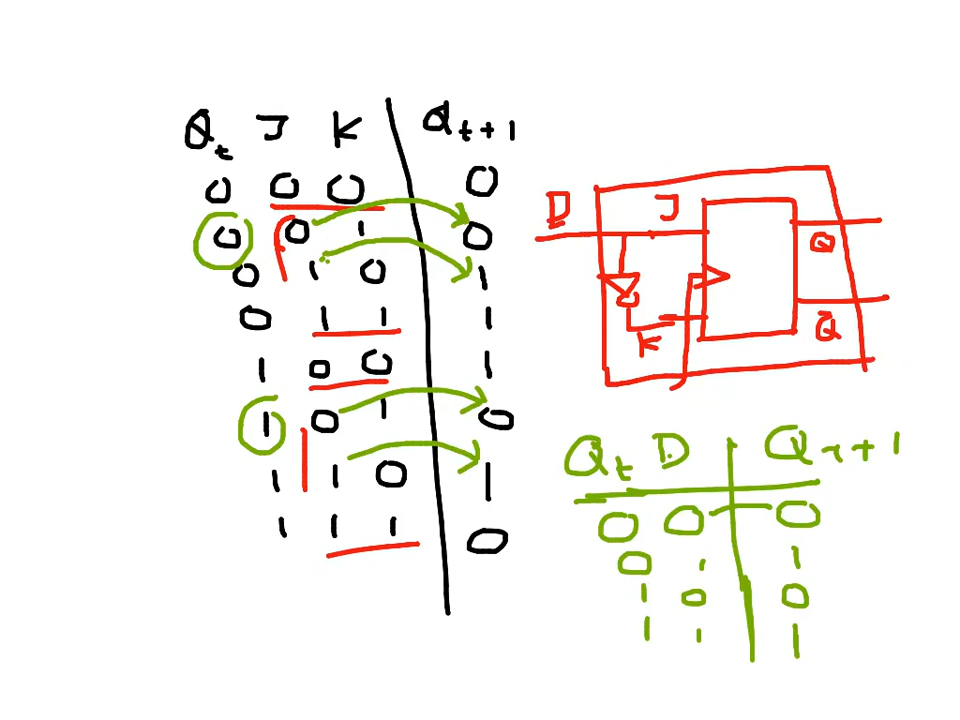 Qt J K Qt+1
0 0 0 0
0 0 1 0
0 1 0 1
0 1 1 1
1 0 0 1
1 0 1 0
1 1 0 1
1 1 1 0
D J Q
K Q̅
Qt D Qt+1
0 0 0
0 1 1
1 0 0
1 1 1